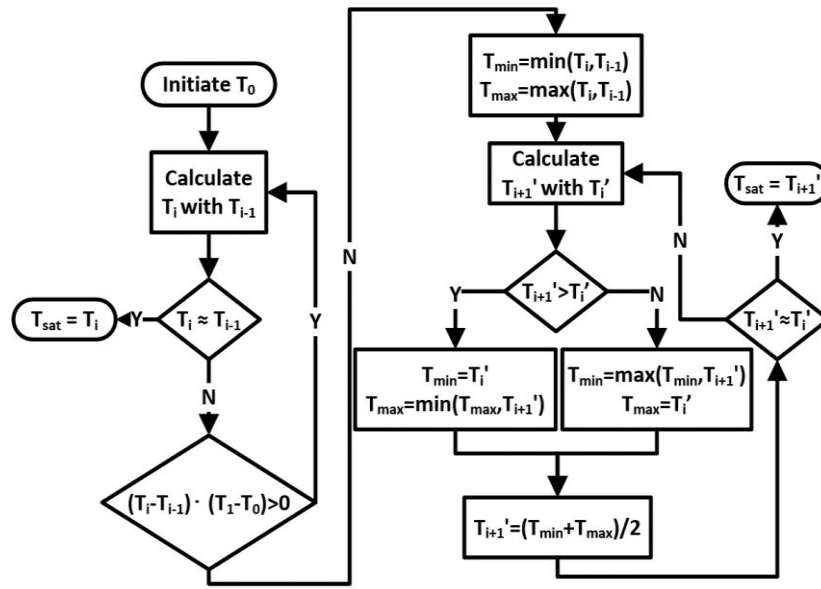 Initiate T₀
Calculate
Tᵢ with Tᵢ₋₁
Tᵢ ≈ Tᵢ₋₁
Y
T_sat = Tᵢ
N
(Tᵢ-Tᵢ₋₁) · (T₁-T₀)>0
Y
N
T_min=min(Tᵢ,Tᵢ₋₁)
T_max=max(Tᵢ,Tᵢ₋₁)
Calculate
Tᵢ₊₁' with Tᵢ’
Tᵢ₊₁'>Tᵢ’
Y
N
T_min=Tᵢ'
T_max=min(T_max,Tᵢ₊₁')
T_min=max(T_min,Tᵢ₊₁')
T_max=Tᵢ’
Tᵢ₊₁'=(T_min+T_max)/2
Tᵢ₊₁'≈Tᵢ'
N
Y
T_sat = Tᵢ₊₁'